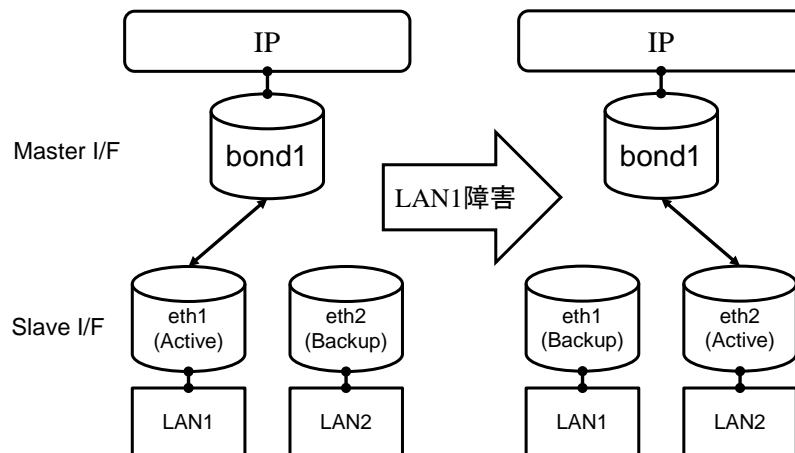 IP
IP
Master I/F
bond1
bond1
LAN1障害
Slave I/F
eth1
(Active)
eth2
(Backup)
eth1
(Backup)
eth2
(Active)
LAN1
LAN2
LAN1
LAN2